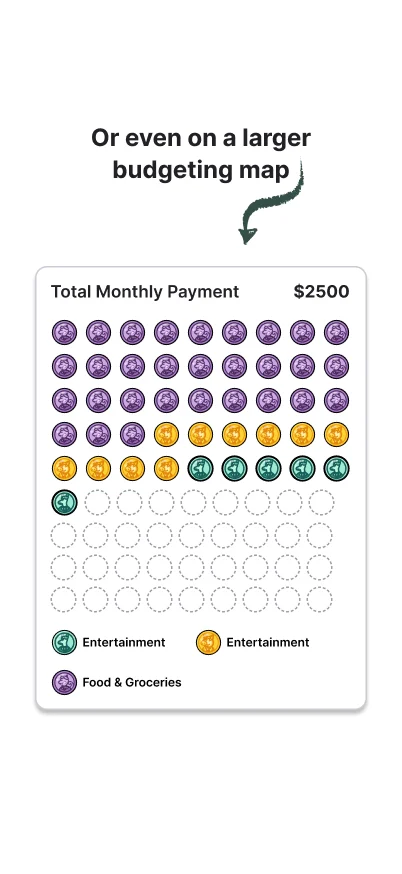 Or even on a larger
budgeting map
Total Monthly Payment $2500
Entertainment Entertainment
Food & Groceries